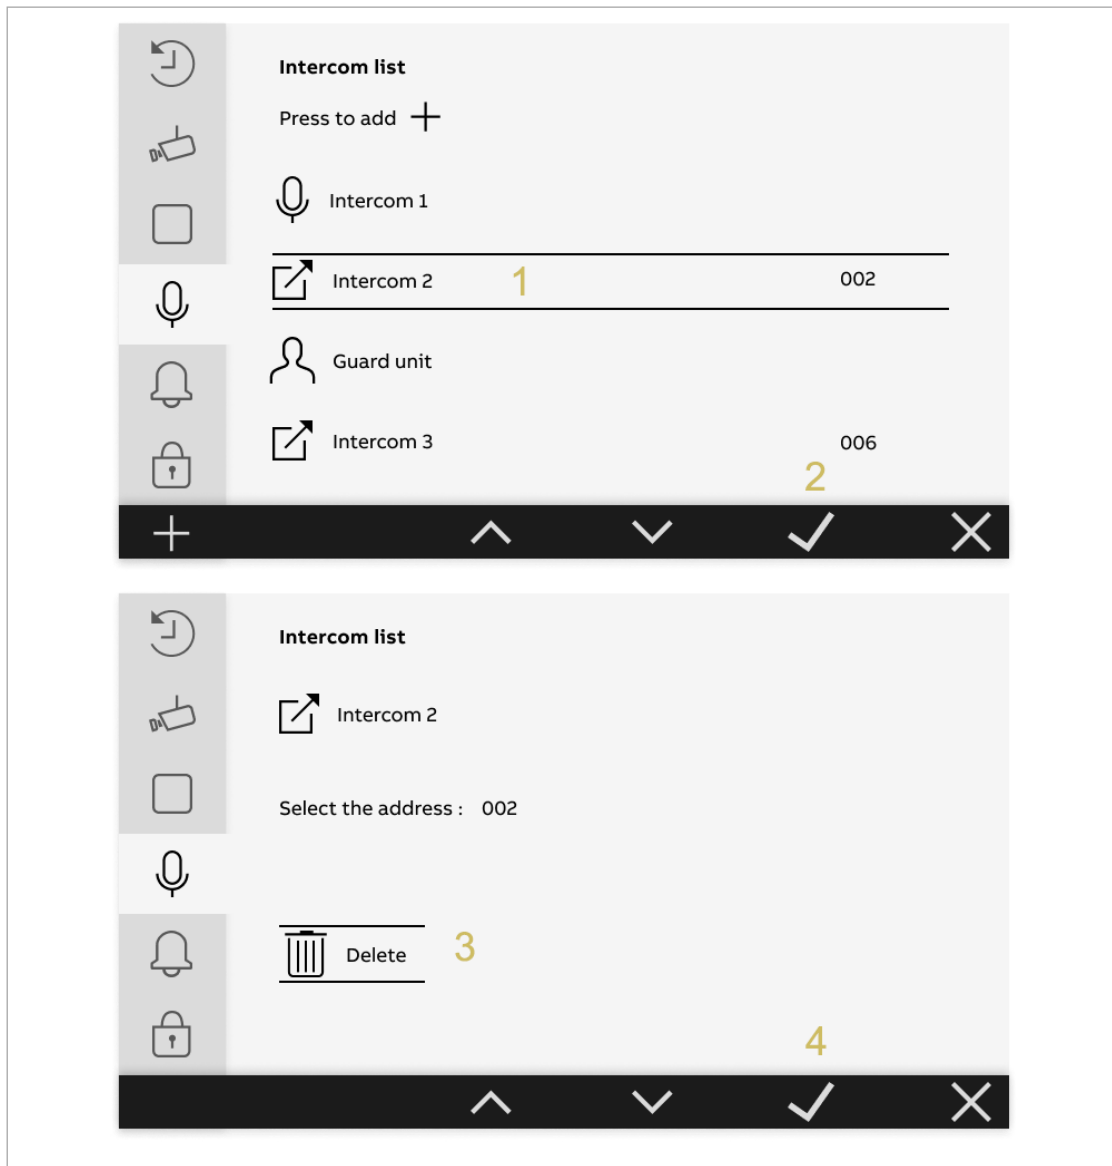 Intercom list
Press to add
Intercom 1
Intercom 2 1 002
Guard unit
Intercom 3 006
2
Intercom list
Intercom 2
Select the address : 002
Delete 3
4